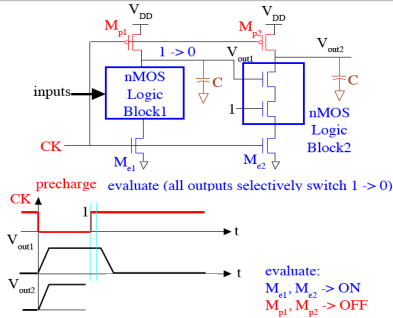 V_DD V_DD
M_p1 M_p2
1 -> 0 V_out1 V_out2
C C
inputs nMOS Logic Block1
1 nMOS Logic Block2
CK
M_e1 M_e2
precharge evaluate (all outputs selectively switch 1 -> 0)
CK 1
t
V_out1
t
V_out2
evaluate:
M_e1, M_e2 -> ON
M_p1, M_p2 -> OFF